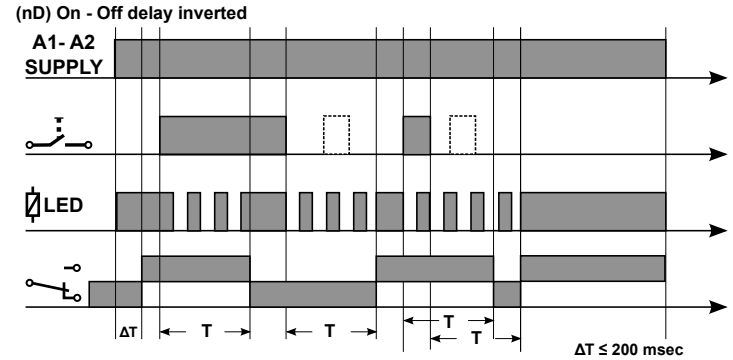 (nD) On - Off delay inverted
A1- A2
SUPPLY
LED
ΔT
T
T
T
T
ΔT ≤ 200 msec